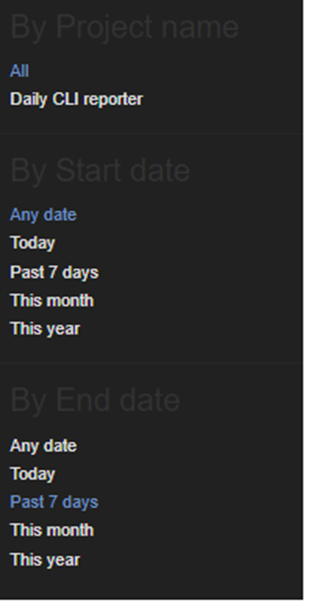 By Project name
All
Daily CLI reporter
By Start date
Any date
Today
Past 7 days
This month
This year
By End date
Any date
Today
Past 7 days
This month
This year